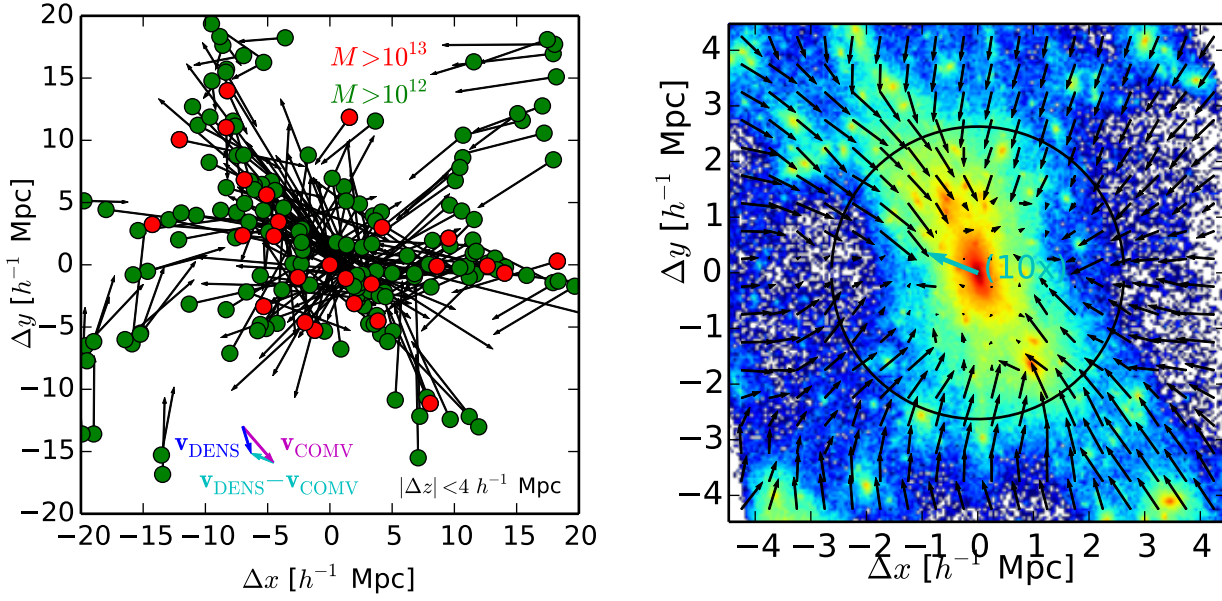 20
15
10
5
0
−5
−10
−15
−20
−20 −15 −10 −5 0 5 10 15 20
Δx [h⁻¹ Mpc]
Δy [h⁻¹ Mpc]
M>10¹³
M>10¹²
v_DENS v_COMV
v_DENS−v_COMV
|Δz|<4 h⁻¹ Mpc
4
3
2
1
0
−1
−2
−3
−4
−4 −3 −2 −1 0 1 2 3 4
Δx [h⁻¹ Mpc]
Δy [h⁻¹ Mpc]
(10×